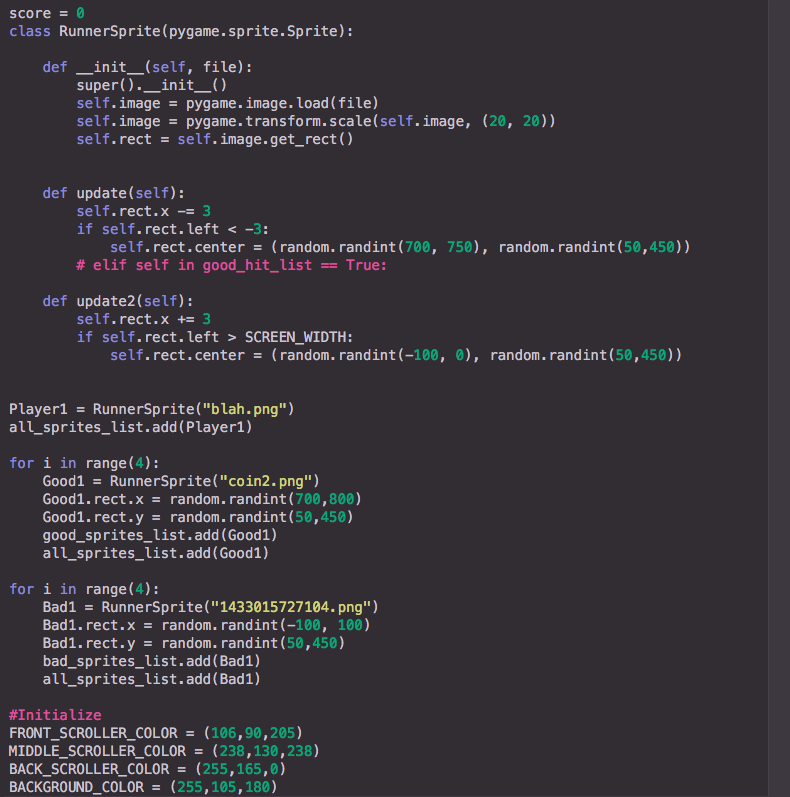 score = 0
class RunnerSprite(pygame.sprite.Sprite):
    def __init__(self, file):
        super().__init__()
        self.image = pygame.image.load(file)
        self.image = pygame.transform.scale(self.image, (20, 20))
        self.rect = self.image.get_rect()
    def update(self):
        self.rect.x -= 3
        if self.rect.left < -3:
            self.rect.center = (random.randint(700, 750), random.randint(50,450))
        # elif self in good_hit_list == True:
    def update2(self):
        self.rect.x += 3
        if self.rect.left > SCREEN_WIDTH:
            self.rect.center = (random.randint(-100, 0), random.randint(50,450))
Player1 = RunnerSprite("blah.png")
all_sprites_list.add(Player1)
for i in range(4):
    Good1 = RunnerSprite("coin2.png")
    Good1.rect.x = random.randint(700,800)
    Good1.rect.y = random.randint(50,450)
    good_sprites_list.add(Good1)
    all_sprites_list.add(Good1)
for i in range(4):
    Bad1 = RunnerSprite("1433015727104.png")
    Bad1.rect.x = random.randint(-100, 100)
    Bad1.rect.y = random.randint(50,450)
    bad_sprites_list.add(Bad1)
    all_sprites_list.add(Bad1)
#Initialize
FRONT_SCROLLER_COLOR = (106,90,205)
MIDDLE_SCROLLER_COLOR = (238,130,238)
BACK_SCROLLER_COLOR = (255,165,0)
BACKGROUND_COLOR = (255,105,180)